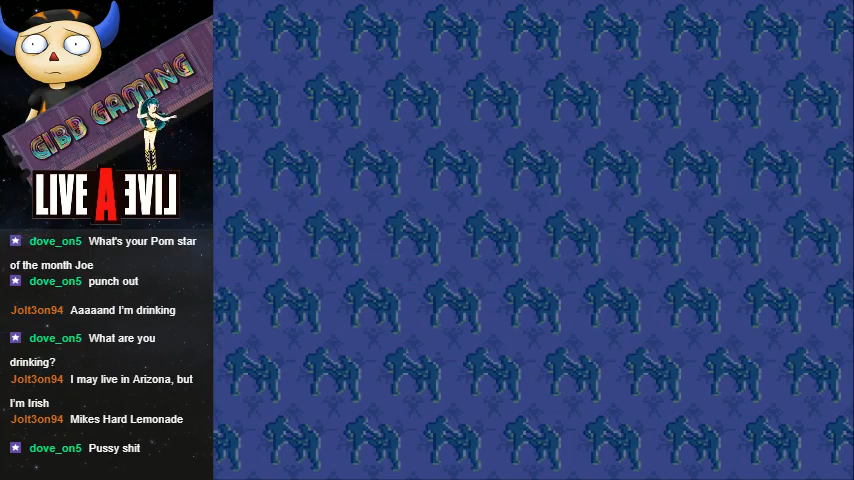 GIBB GAMING
LIVE A EVIL
dove_on5 What's your Porn star
of the month Joe
dove_on5 punch out
Jolt3on94 Aaaaand I'm drinking
dove_on5 What are you
drinking?
Jolt3on94 I may live in Arizona, but
I'm Irish
Jolt3on94 Mikes Hard Lemonade
dove_on5 Pussy shit